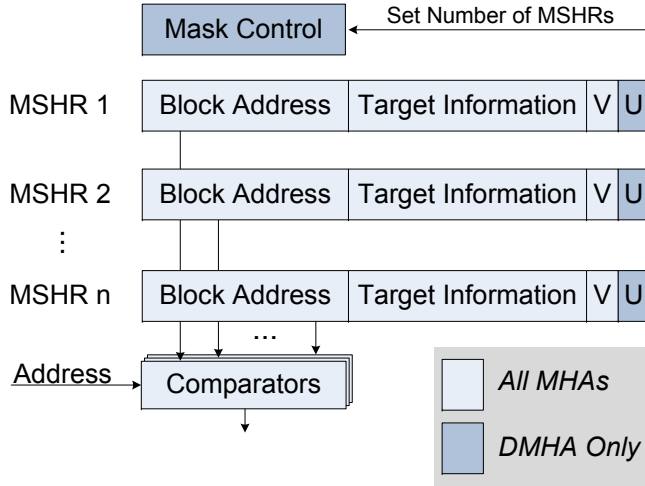 Mask Control
Set Number of MSHRs
MSHR 1
Block Address
Target Information
V
U
MSHR 2
Block Address
Target Information
V
U
⋮
MSHR n
Block Address
Target Information
V
U
...
Address
Comparators
All MHAs
DMHA Only